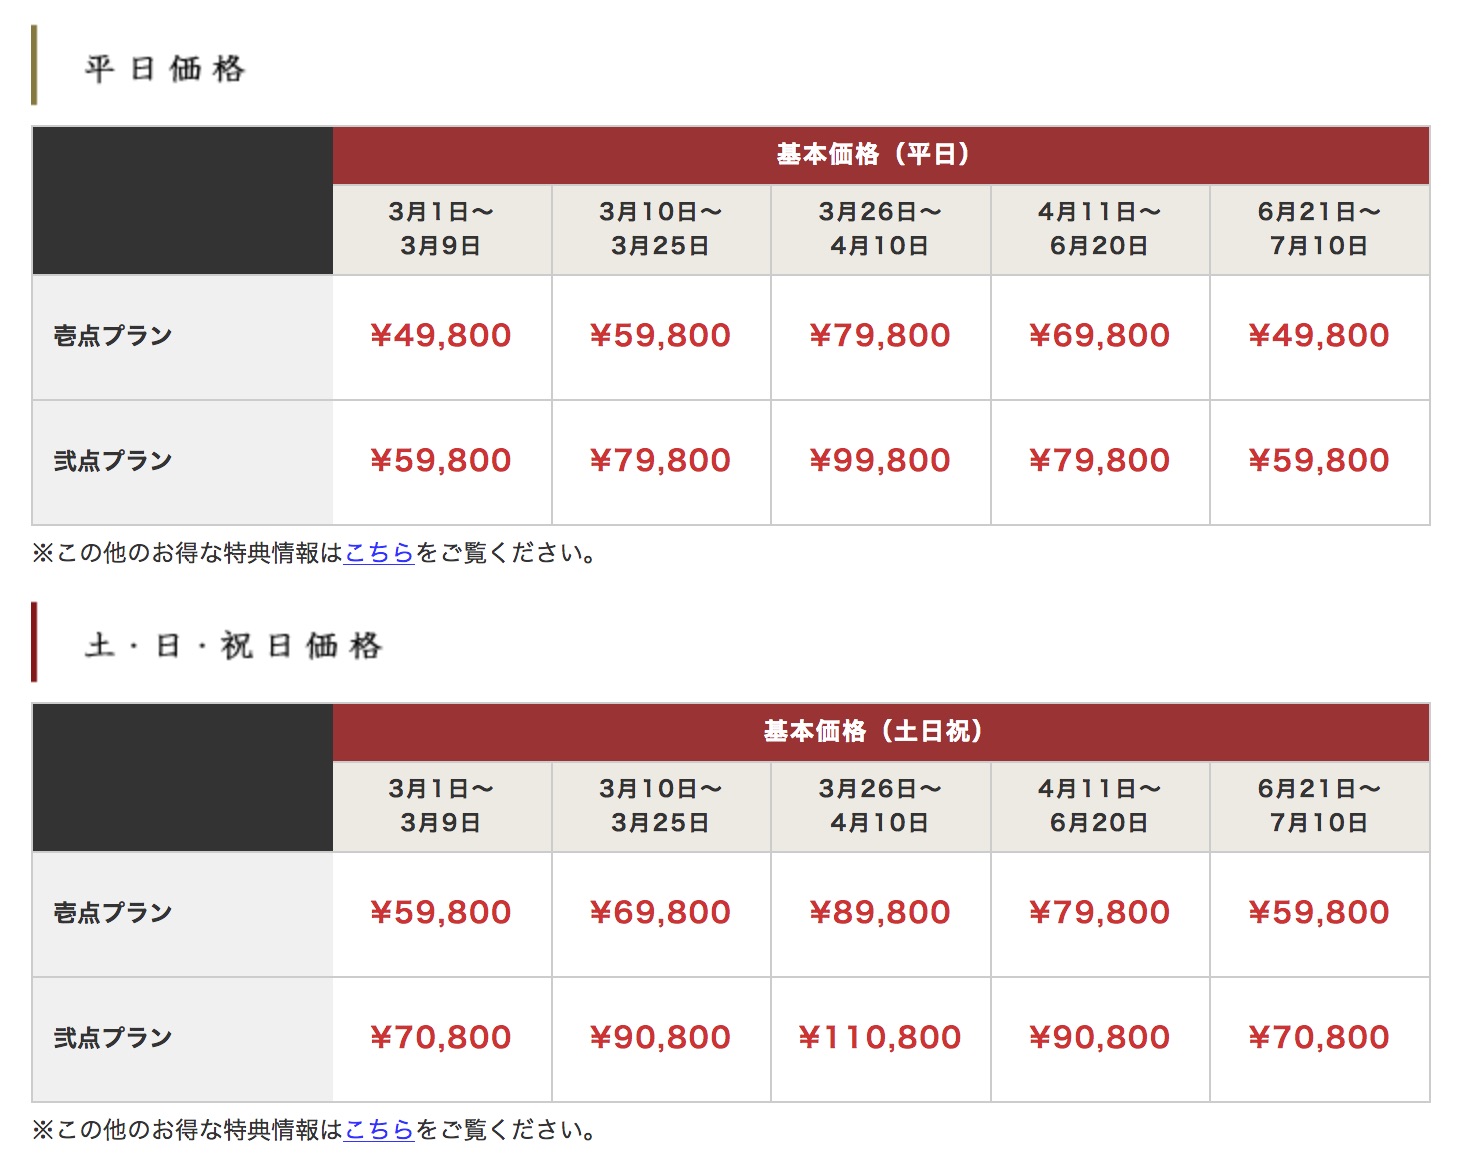 平日価格
基本価格（平日）
3月1日～ 3月10日～ 3月26日～ 4月11日～ 6月21日～
3月9日 3月25日 4月10日 6月20日 7月10日
壱点プラン ¥49,800 ¥59,800 ¥79,800 ¥69,800 ¥49,800
弐点プラン ¥59,800 ¥79,800 ¥99,800 ¥79,800 ¥59,800
※この他のお得な特典情報はこちらをご覧ください。
土・日・祝日価格
基本価格（土日祝）
3月1日～ 3月10日～ 3月26日～ 4月11日～ 6月21日～
3月9日 3月25日 4月10日 6月20日 7月10日
壱点プラン ¥59,800 ¥69,800 ¥89,800 ¥79,800 ¥59,800
弐点プラン ¥70,800 ¥90,800 ¥110,800 ¥90,800 ¥70,800
※この他のお得な特典情報はこちらをご覧ください。